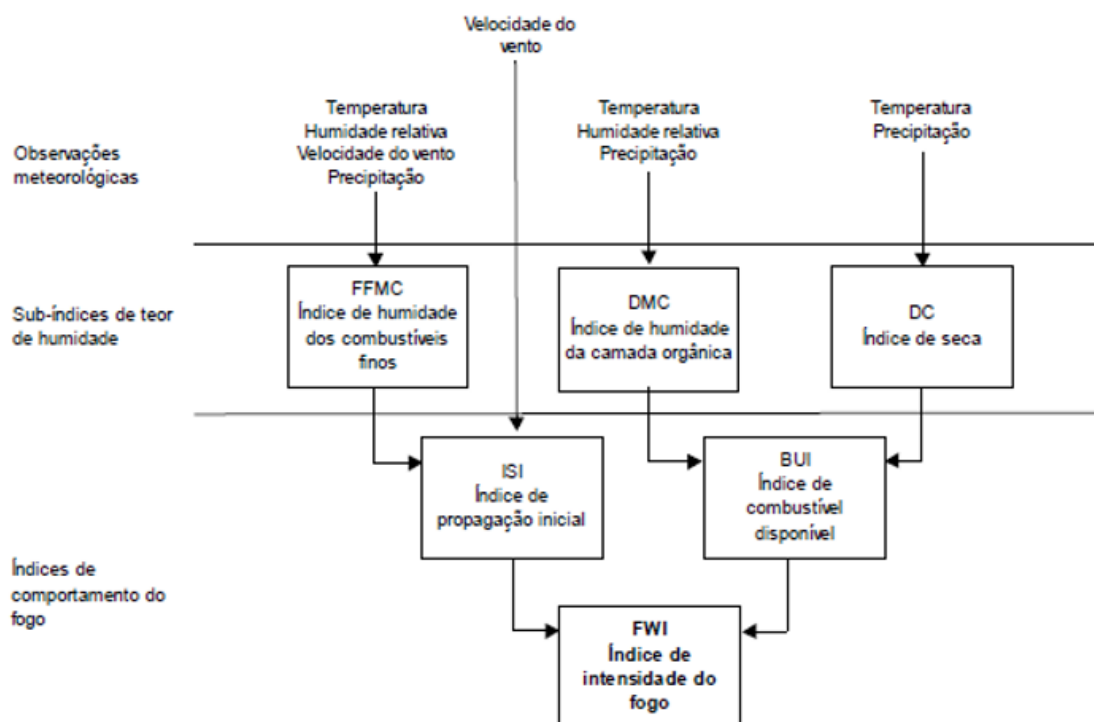 Velocidade do
vento
Temperatura
Humidade relativa
Velocidade do vento
Precipitação
Temperatura
Humidade relativa
Precipitação
Temperatura
Precipitação
Observações
meteorológicas
Sub-índices de teor
de humidade
FFMC
Índice de humidade
dos combustíveis
finos
DMC
Índice de humidade
da camada orgânica
DC
Índice de seca
ISI
Índice de
propagação inicial
BUI
Índice de
combustível
disponível
Índices de
comportamento do
fogo
FWI
Índice de
intensidade do
fogo